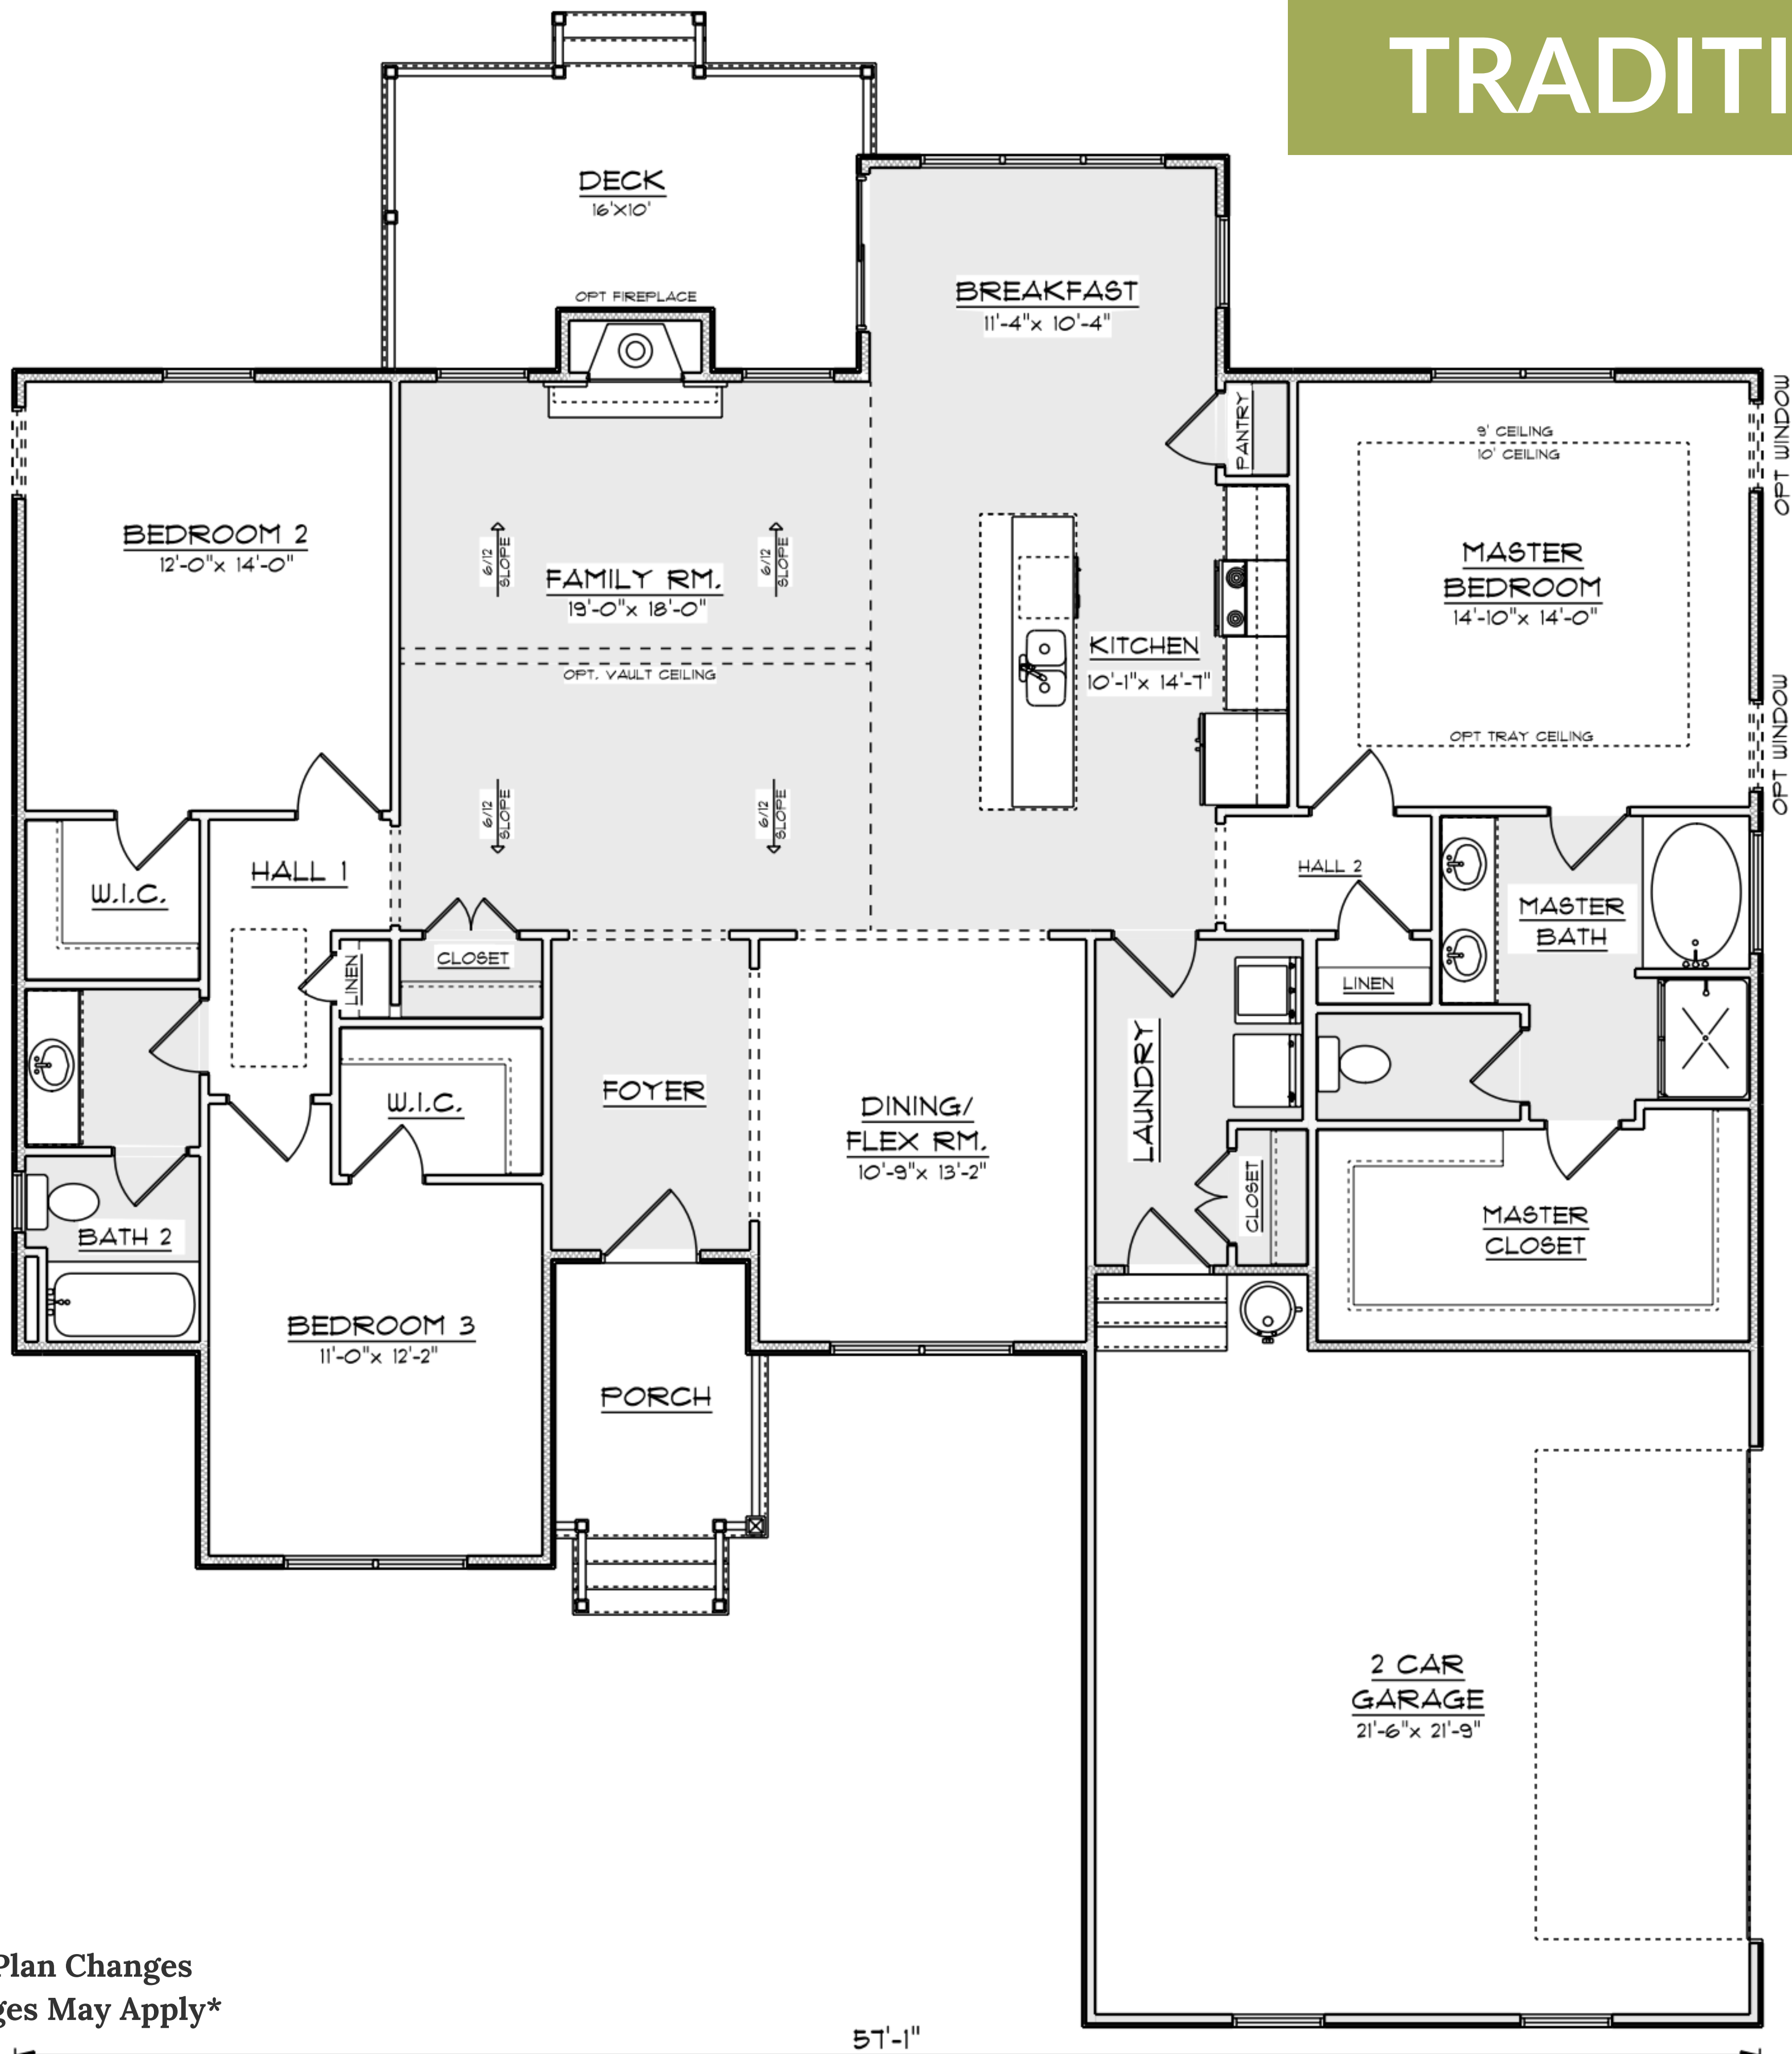 TRADITI
DECK
16'X10'
OPT FIREPLACE
BREAKFAST
11'-4"x 10'-4"
PANTRY
9' CEILING
10' CEILING
OPT WINDOW
BEDROOM 2
12'-0"x 14'-0"
6/12
SLOPE
6/12
SLOPE
FAMILY RM.
19'-0"x 18'-0"
OPT. VAULT CEILING
KITCHEN
10'-1"x 14'-7"
MASTER
BEDROOM
14'-10"x 14'-0"
OPT TRAY CEILING
OPT WINDOW
6/12
SLOPE
6/12
SLOPE
W.I.C.
HALL 1
HALL 2
MASTER
BATH
LINEN
CLOSET
LINEN
W.I.C.
FOYER
DINING/
FLEX RM.
10'-9"x 13'-2"
LAUNDRY
CLOSET
MASTER
CLOSET
BATH 2
BEDROOM 3
11'-0"x 12'-2"
PORCH
2 CAR
GARAGE
21'-6"x 21'-9"
Plan Changes
ges May Apply*
57'-1"